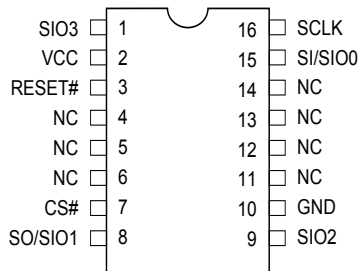 SIO3 1 16 SCLK
VCC 2 15 SI/SIO0
RESET# 3 14 NC
NC 4 13 NC
NC 5 12 NC
NC 6 11 NC
CS# 7 10 GND
SO/SIO1 8 9 SIO2